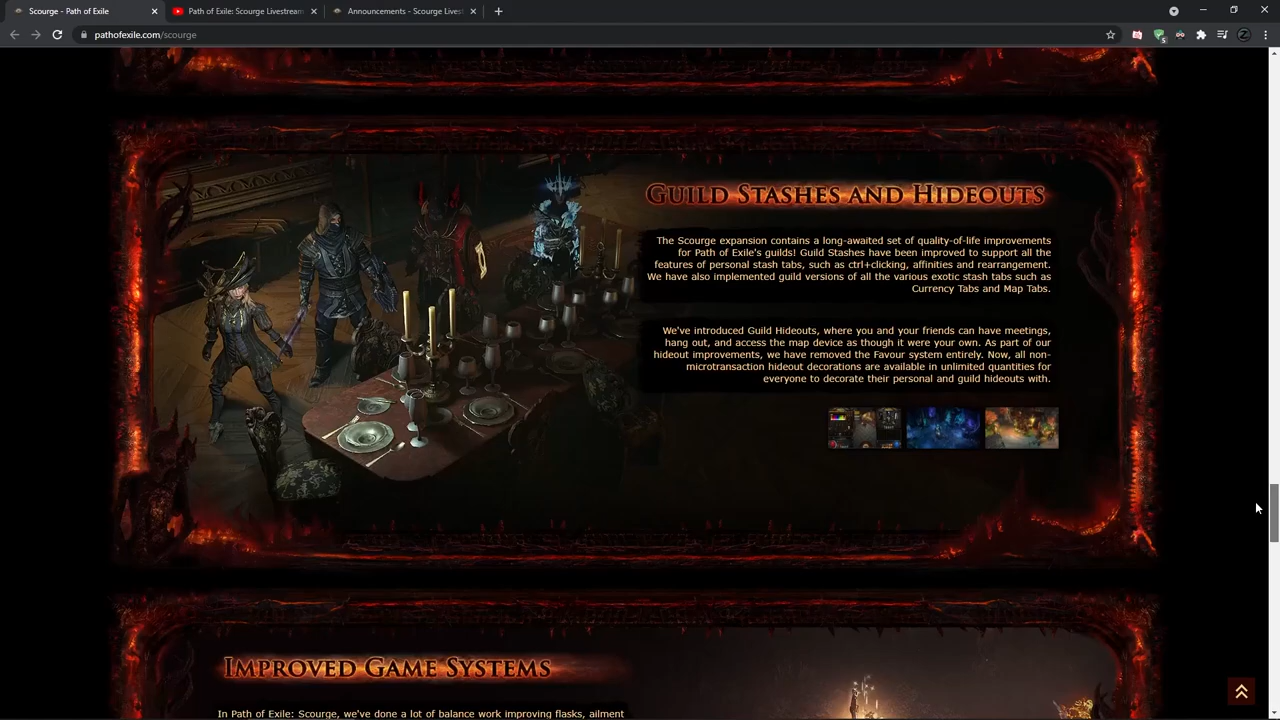 Scourge - Path of Exile
Path of Exile: Scourge Livestream
Announcements - Scourge Livest
pathofexile.com/scourge
Guild Stashes and Hideouts
The Scourge expansion contains a long-awaited set of quality-of-life improvements
for Path of Exile's guilds! Guild Stashes have been improved to support all the
features of personal stash tabs, such as ctrl+clicking, affinities and rearrangement.
We have also implemented guild versions of all the various exotic stash tabs such as
Currency Tabs and Map Tabs.
We've introduced Guild Hideouts, where you and your friends can have meetings,
hang out, and access the map device as though it were your own. As part of our
hideout improvements, we have removed the Favour system entirely. Now, all non-
microtransaction hideout decorations are available in unlimited quantities for
everyone to decorate their personal and guild hideouts with.
Improved Game Systems
In Path of Exile: Scourge, we've done a lot of balance work improving flasks, ailment